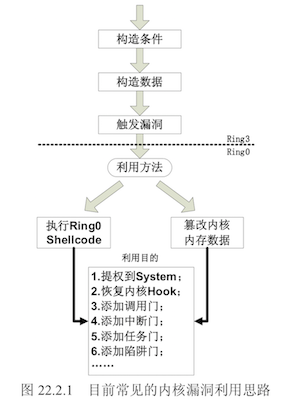 构造条件
构造数据
触发漏洞
Ring3
Ring0
利用方法
执行Ring0
Shellcode
篡改内核
内存数据
利用目的
1.提权到System；
2.恢复内核Hook；
3.添加调用门；
4.添加中断门；
5.添加任务门；
6.添加陷阱门；
……
图 22.2.1 目前常见的内核漏洞利用思路